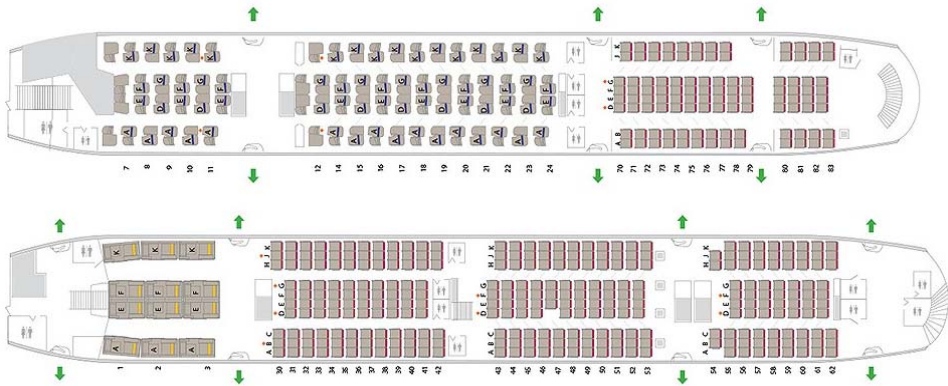 K K K K K K K K K J K
G G G G G G G G
F F F F F F F F F G
E E E E E E E E E F
D D D D D D D D D E
A A A A A A A A A A B
7 8 9 10 11 12 14 15 16 17 18 19 20 21 22 23 24 70 71 72 73 74 75 76 77 78 79 80 81 82 83
K K K H J K H J K H J K
F F F D E F G D E F G D E F G
E E E
A A A A B C A B C A B C
1 2 3 30 31 32 33 34 35 36 37 38 39 40 41 42 43 44 45 46 47 48 49 50 51 52 53 54 55 56 57 58 59 60 61 62